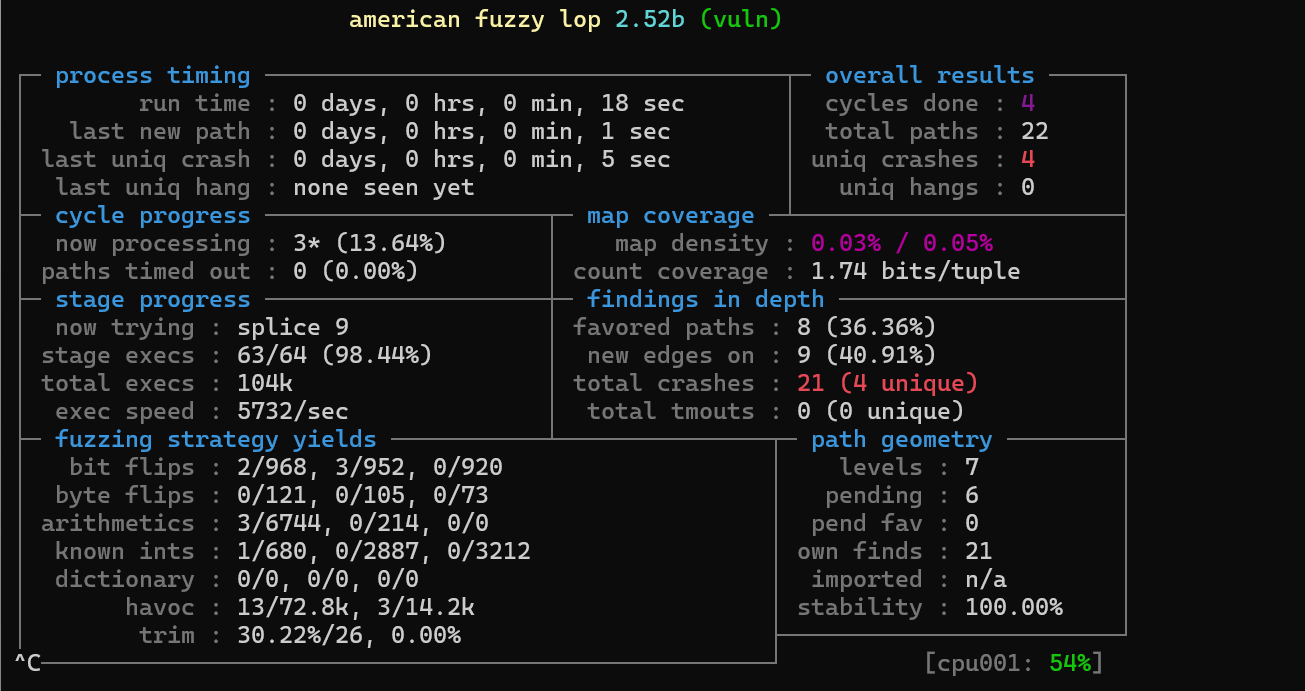 american fuzzy lop 2.52b (vuln)
process timing
run time : 0 days, 0 hrs, 0 min, 18 sec
last new path : 0 days, 0 hrs, 0 min, 1 sec
last uniq crash : 0 days, 0 hrs, 0 min, 5 sec
last uniq hang : none seen yet
overall results
cycles done : 4
total paths : 22
uniq crashes : 4
uniq hangs : 0
cycle progress
now processing : 3* (13.64%)
paths timed out : 0 (0.00%)
map coverage
map density : 0.03% / 0.05%
count coverage : 1.74 bits/tuple
stage progress
now trying : splice 9
stage execs : 63/64 (98.44%)
total execs : 104k
exec speed : 5732/sec
findings in depth
favored paths : 8 (36.36%)
new edges on : 9 (40.91%)
total crashes : 21 (4 unique)
total tmouts : 0 (0 unique)
fuzzing strategy yields
bit flips : 2/968, 3/952, 0/920
byte flips : 0/121, 0/105, 0/73
arithmetics : 3/6744, 0/214, 0/0
known ints : 1/680, 0/2887, 0/3212
dictionary : 0/0, 0/0, 0/0
havoc : 13/72.8k, 3/14.2k
trim : 30.22%/26, 0.00%
path geometry
levels : 7
pending : 6
pend fav : 0
own finds : 21
imported : n/a
stability : 100.00%
^C
[cpu001: 54%]